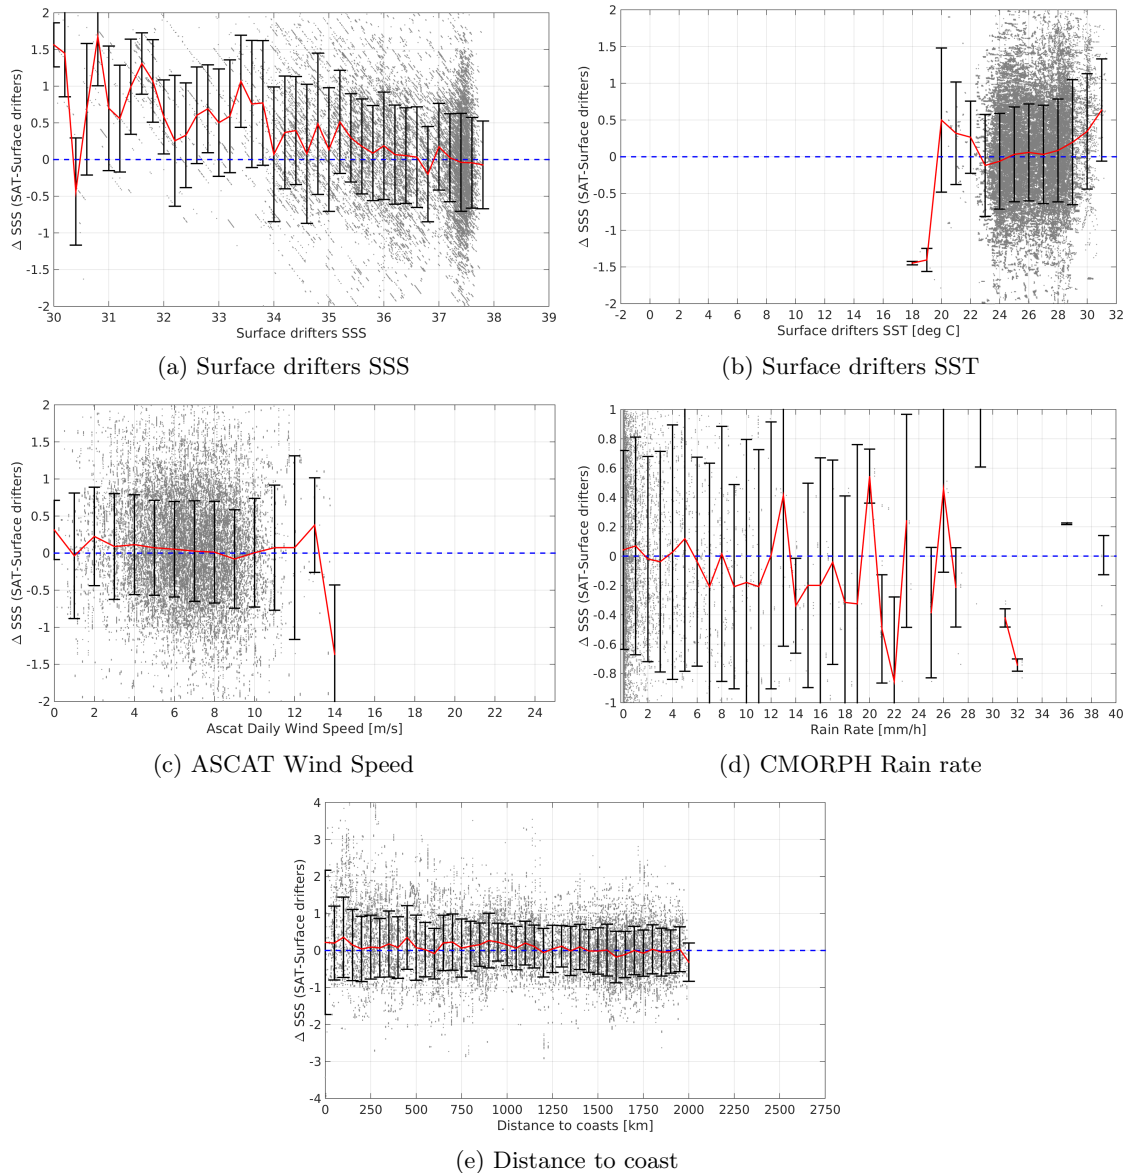 2
1.5
1
0.5
0
-0.5
-1
-1.5
-2
Δ SSS (SAT-Surface drifters)
30 31 32 33 34 35 36 37 38 39
Surface drifters SSS
(a) Surface drifters SSS
2
1.5
1
0.5
0
-0.5
-1
-1.5
-2
Δ SSS (SAT-Surface drifters)
-2 0 2 4 6 8 10 12 14 16 18 20 22 24 26 28 30 32
Surface drifters SST [deg C]
(b) Surface drifters SST
2
1.5
1
0.5
0
-0.5
-1
-1.5
-2
Δ SSS (SAT-Surface drifters)
0 2 4 6 8 10 12 14 16 18 20 22 24
Ascat Daily Wind Speed [m/s]
(c) ASCAT Wind Speed
1
0.8
0.6
0.4
0.2
0
-0.2
-0.4
-0.6
-0.8
-1
Δ SSS (SAT-Surface drifters)
0 2 4 6 8 10 12 14 16 18 20 22 24 26 28 30 32 34 36 38 40
Rain Rate [mm/h]
(d) CMORPH Rain rate
4
3
2
1
0
-1
-2
-3
-4
Δ SSS (SAT-Surface drifters)
0 250 500 750 1000 1250 1500 1750 2000 2250 2500 2750
Distance to coasts [km]
(e) Distance to coast